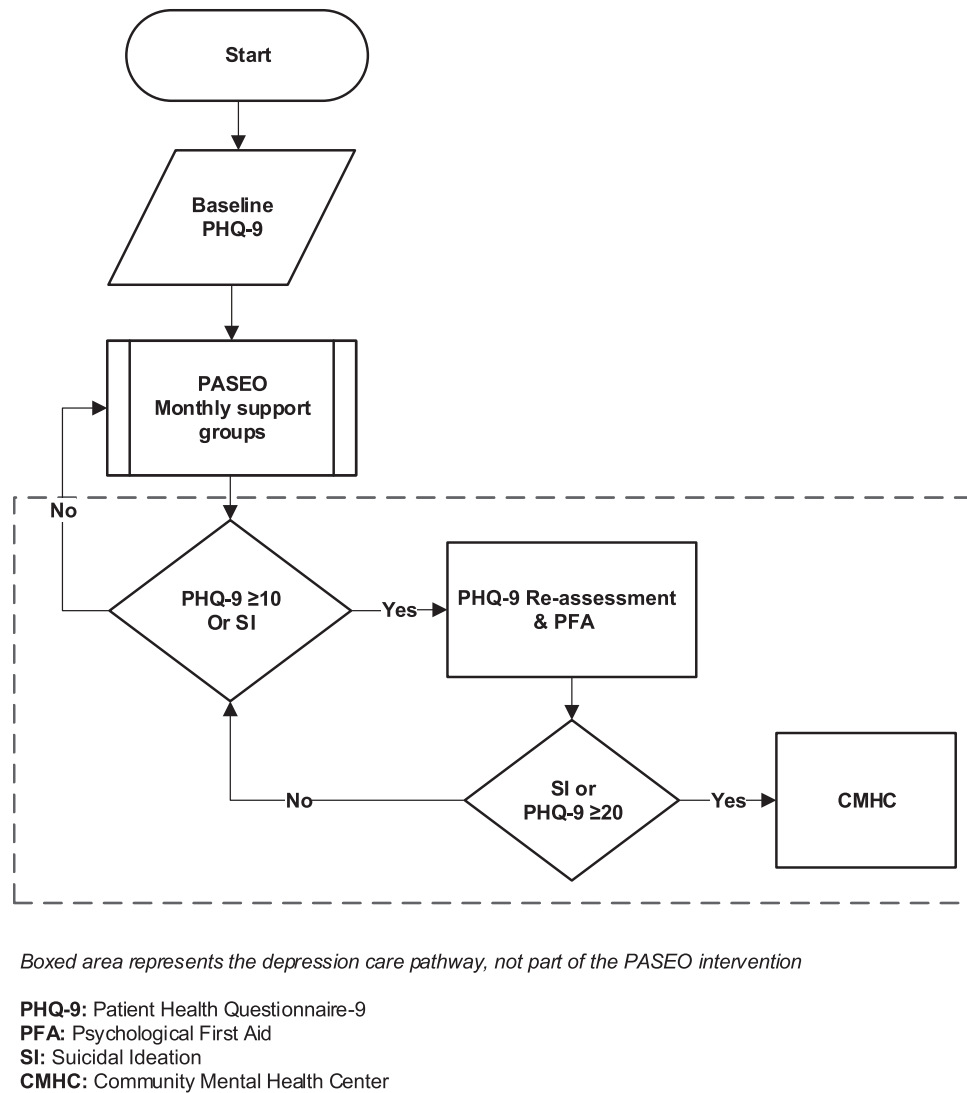 Start
Baseline
PHQ-9
PASEO
Monthly support
groups
No
PHQ-9 ≥10
Or SI
Yes
PHQ-9 Re-assessment
& PFA
No
SI or
PHQ-9 ≥20
Yes
CMHC
Boxed area represents the depression care pathway, not part of the PASEO intervention
PHQ-9: Patient Health Questionnaire-9
PFA: Psychological First Aid
SI: Suicidal Ideation
CMHC: Community Mental Health Center